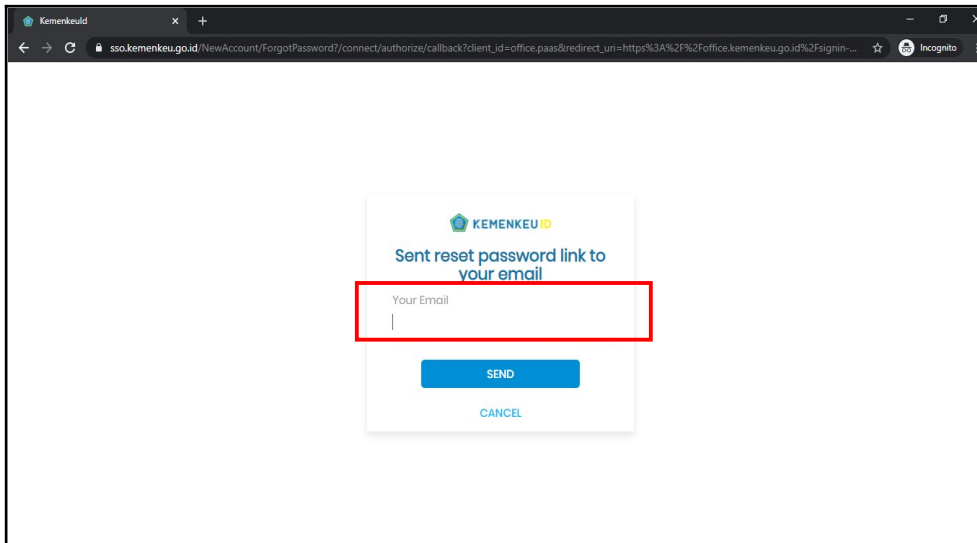 KemenkeuId
sso.kemenkeu.go.id/NewAccount/ForgotPassword?/connect/authorize/callback?client_id=office.paas&redirect_uri=https%3A%2F%2Foffice.kemenkeu.go.id%2Fsignin-...
Incognito
KEMENKEU ID
Sent reset password link to
your email
Your Email
SEND
CANCEL